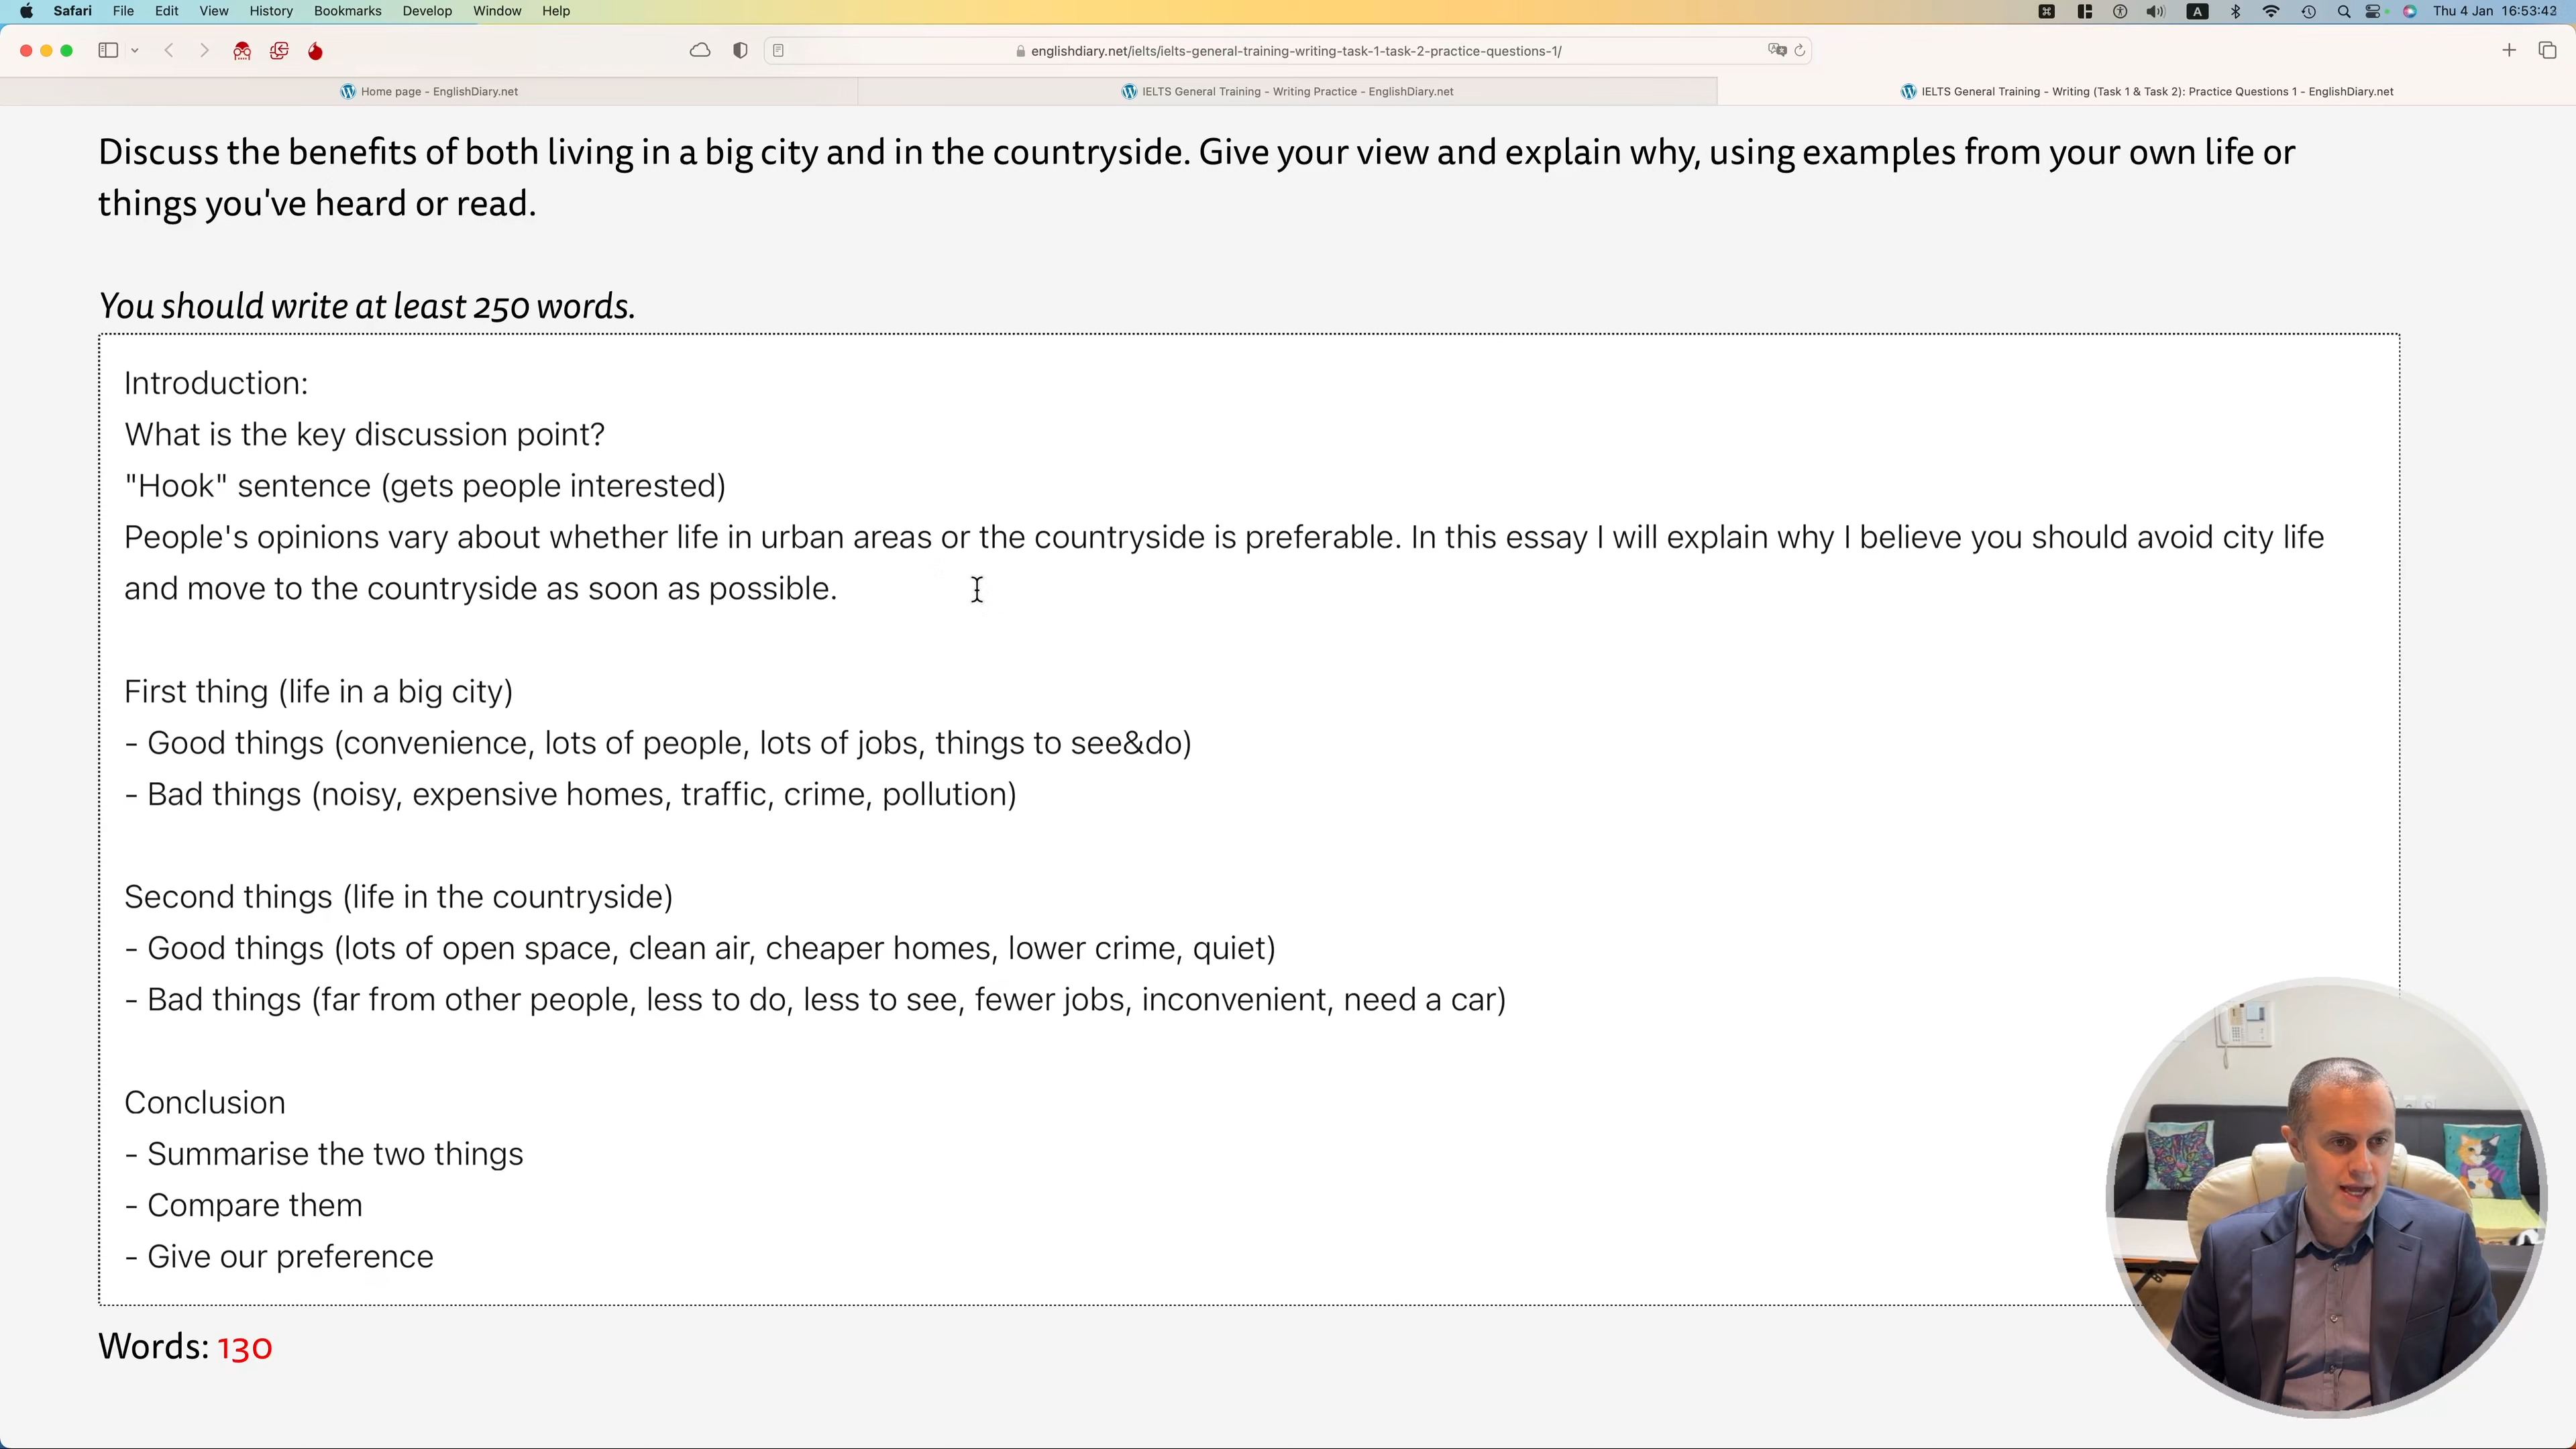 Safari File Edit View History Bookmarks Develop Window Help
A Thu 4 Jan 16:53:43
englishdiary.net/ielts/ielts-general-training-writing-task-1-task-2-practice-questions-1/
Home page - EnglishDiary.net
IELTS General Training - Writing Practice - EnglishDiary.net
IELTS General Training - Writing (Task 1 & Task 2): Practice Questions 1 - EnglishDiary.net
Discuss the benefits of both living in a big city and in the countryside. Give your view and explain why, using examples from your own life or
things you've heard or read.
You should write at least 250 words.
Introduction:
What is the key discussion point?
"Hook" sentence (gets people interested)
People's opinions vary about whether life in urban areas or the countryside is preferable. In this essay I will explain why I believe you should avoid city life
and move to the countryside as soon as possible.
First thing (life in a big city)
- Good things (convenience, lots of people, lots of jobs, things to see&do)
- Bad things (noisy, expensive homes, traffic, crime, pollution)
Second things (life in the countryside)
- Good things (lots of open space, clean air, cheaper homes, lower crime, quiet)
- Bad things (far from other people, less to do, less to see, fewer jobs, inconvenient, need a car)
Conclusion
- Summarise the two things
- Compare them
- Give our preference
Words: 130